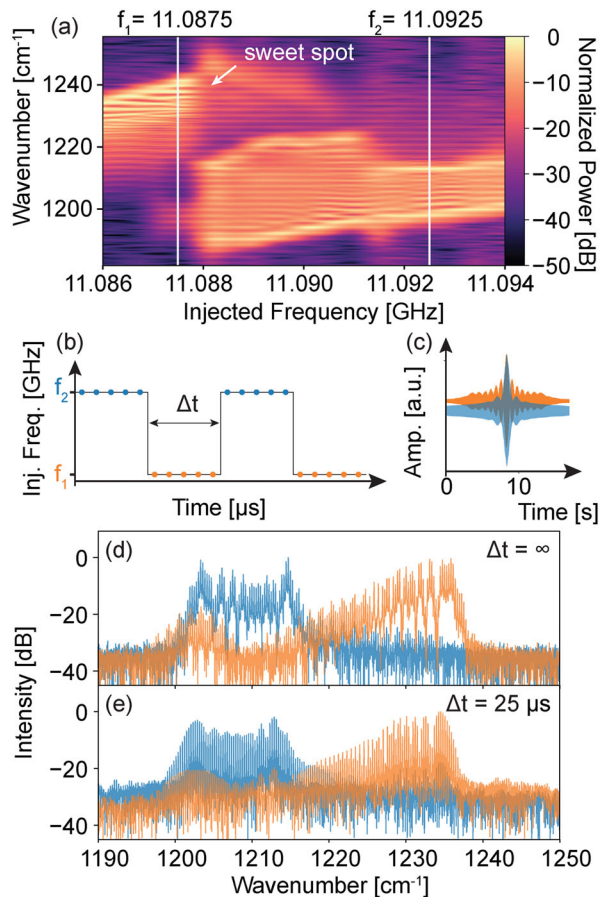 (a)
f₁= 11.0875
f₂= 11.0925
sweet spot
Wavenumber [cm⁻¹]
1240
1220
1200
11.086
11.088
11.090
11.092
11.094
Injected Frequency [GHz]
0
−10
−20
−30
−40
−50
Normalized Power [dB]
(b)
Inj. Freq. [GHz]
f₂
f₁
Δt
Time [μs]
(c)
Amp. [a.u.]
0
10
Time [s]
(d)
Δt = ∞
0
−20
−40
Intensity [dB]
(e)
Δt = 25 μs
0
−20
−40
1190
1200
1210
1220
1230
1240
1250
Wavenumber [cm⁻¹]